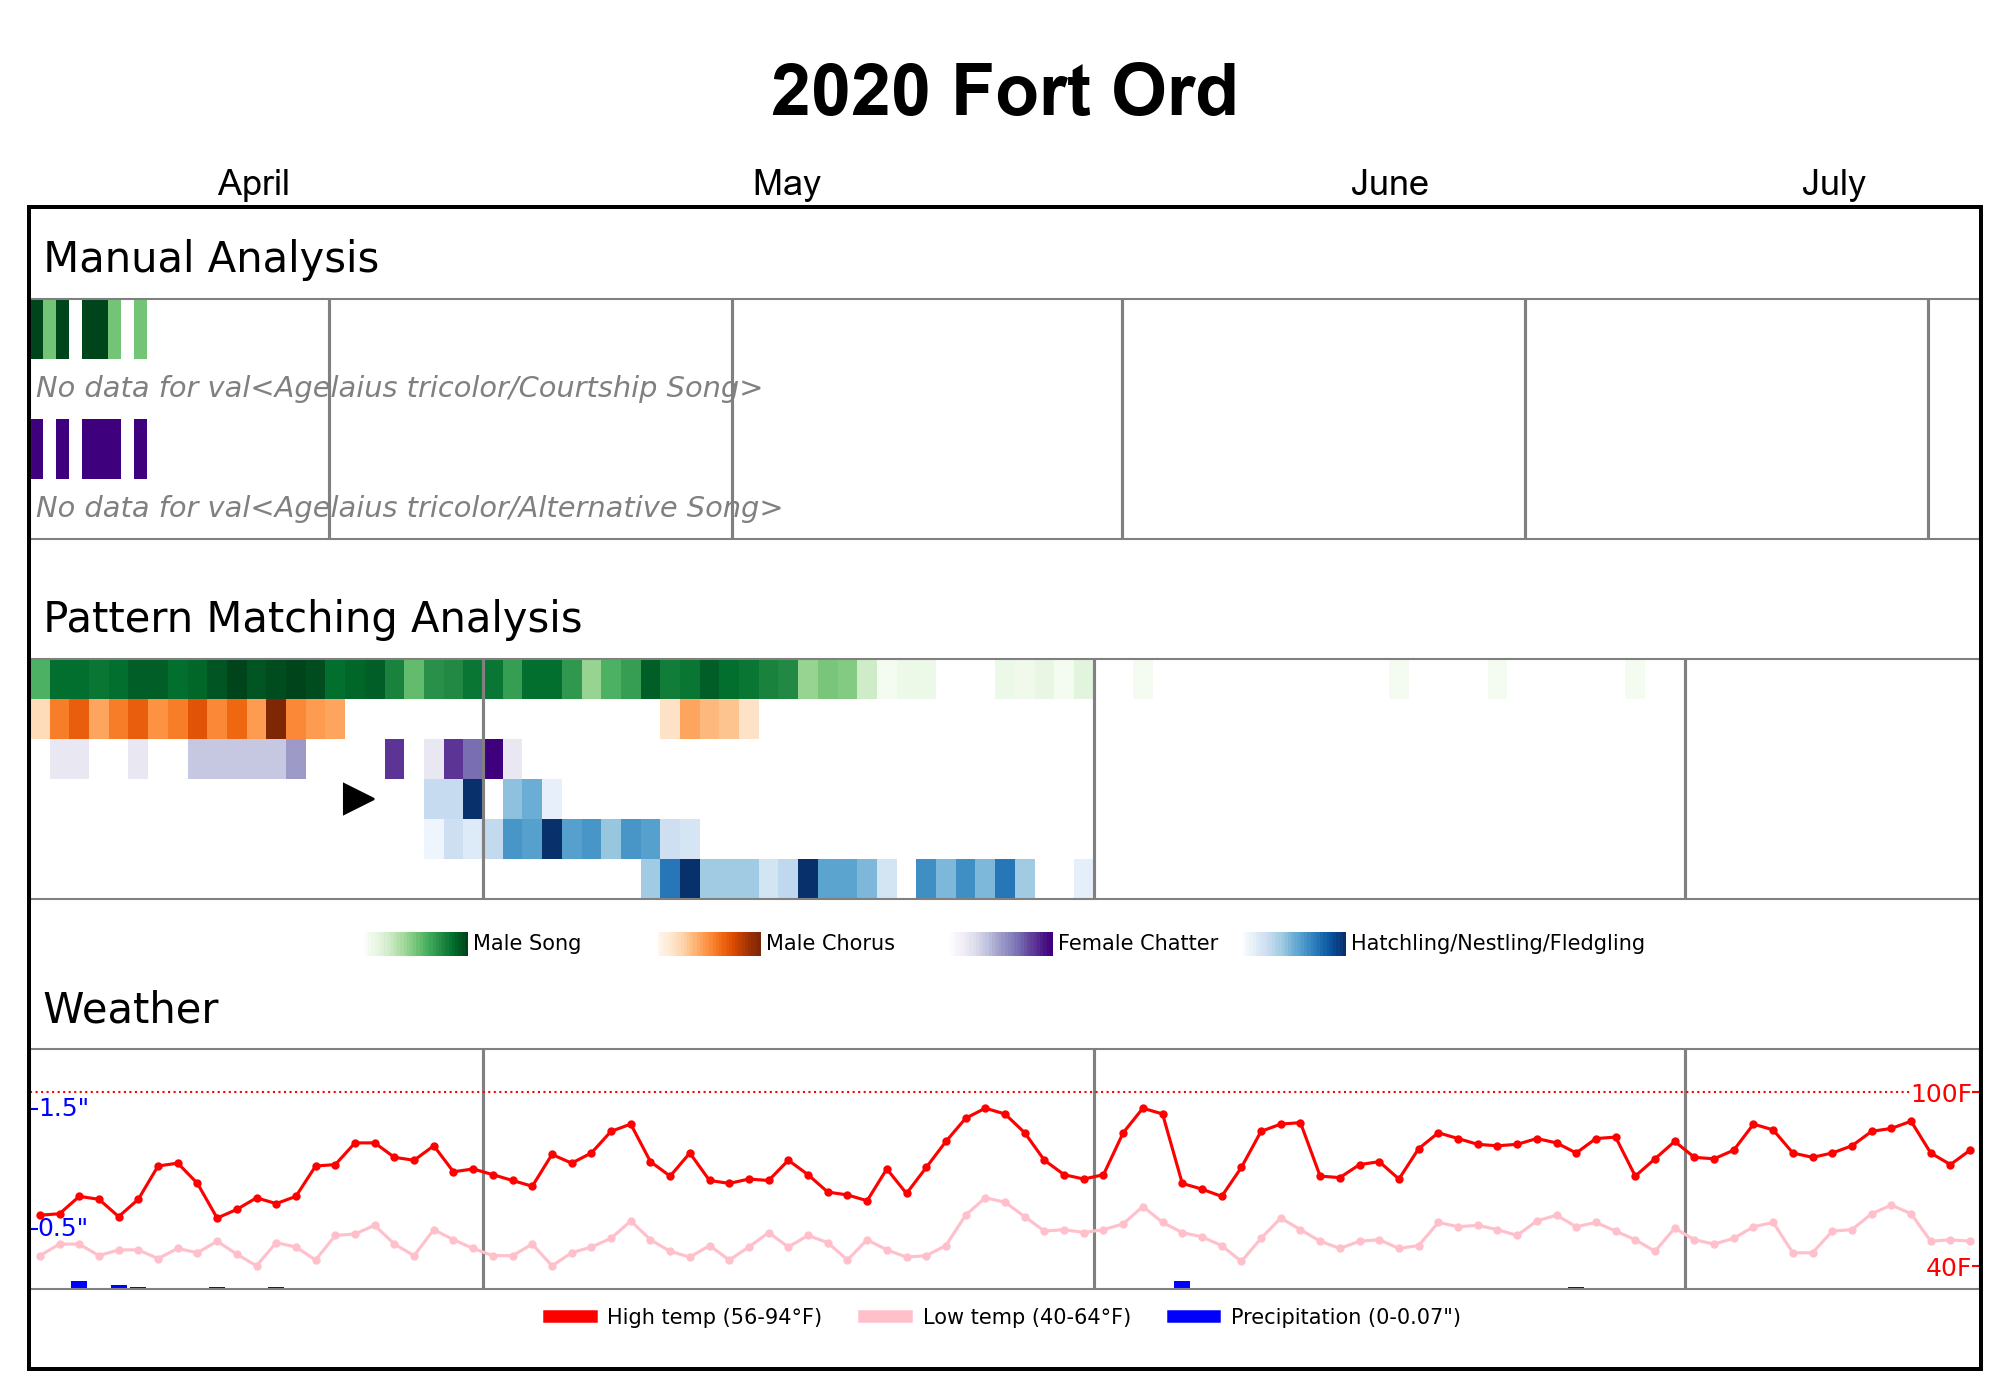 2020 Fort Ord
April May June July
Manual Analysis
No data for val<Agelaius tricolor/Courtship Song>
No data for val<Agelaius tricolor/Alternative Song>
Pattern Matching Analysis
Male Song Male Chorus Female Chatter Hatchling/Nestling/Fledgling
Weather
100F
1.5"
0.5"
40F
High temp (56-94°F) Low temp (40-64°F) Precipitation (0-0.07")